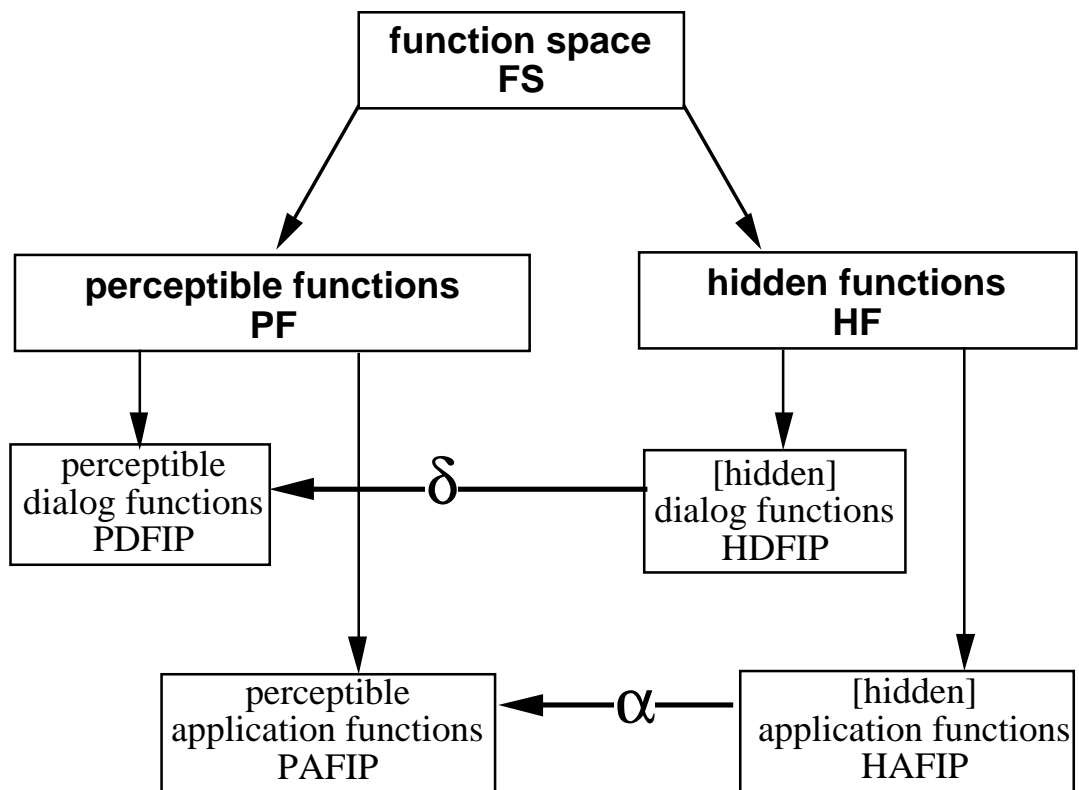 function space
FS
perceptible functions
PF
hidden functions
HF
perceptible
dialog functions
PDFIP
δ
[hidden]
dialog functions
HDFIP
perceptible
application functions
PAFIP
α
[hidden]
application functions
HAFIP